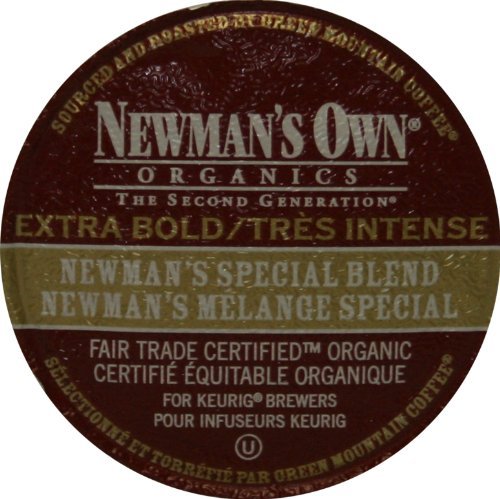 SOURCED AND ROASTED BY GREEN MOUNTAIN COFFEE®
NEWMAN'S OWN®
ORGANICS
THE SECOND GENERATION®
EXTRA BOLD/TRÈS INTENSE
NEWMAN'S SPECIAL BLEND
NEWMAN'S MÉLANGE SPÉCIAL
FAIR TRADE CERTIFIED™ ORGANIC
CERTIFIÉ ÉQUITABLE ORGANIQUE
FOR KEURIG® BREWERS
POUR INFUSEURS KEURIG
U
SÉLECTIONNÉ ET TORRÉFIÉ PAR GREEN MOUNTAIN COFFEE®